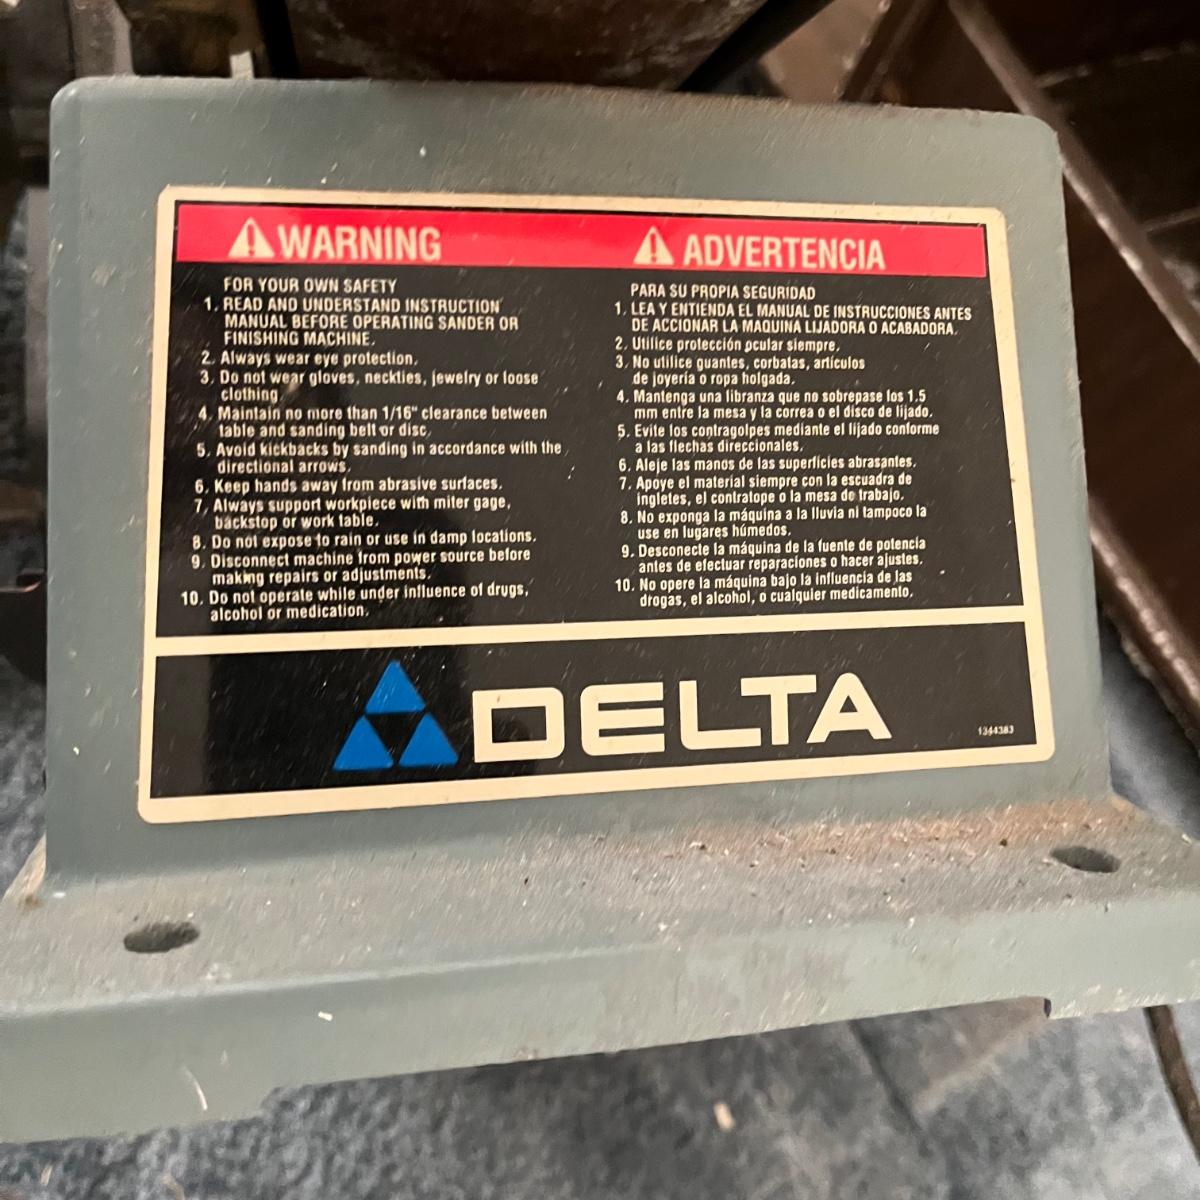 WARNING
FOR YOUR OWN SAFETY
1. READ AND UNDERSTAND INSTRUCTION
MANUAL BEFORE OPERATING SANDER OR
FINISHING MACHINE.
2. Always wear eye protection.
3. Do not wear gloves, neckties, jewelry or loose
clothing.
4. Maintain no more than 1/16" clearance between
table and sanding belt or disc.
5. Avoid kickbacks by sanding in accordance with the
directional arrows.
6. Keep hands away from abrasive surfaces.
7. Always support workpiece with miter gage,
backstop or work table.
8. Do not expose to rain or use in damp locations.
9. Disconnect machine from power source before
making repairs or adjustments.
10. Do not operate while under influence of drugs,
alcohol or medication.
ADVERTENCIA
PARA SU PROPIA SEGURIDAD
1. LEA Y ENTIENDA EL MANUAL DE INSTRUCCIONES ANTES
DE ACCIONAR LA MAQUINA LIJADORA O ACABADORA.
2. Utilice protección ocular siempre.
3. No utilice guantes, corbatas, artículos
de joyería o ropa holgada.
4. Mantenga una libranza que no sobrepase los 1.5
mm entre la mesa y la correa o el disco de lijado.
5. Evite los contragolpes mediante el lijado conforme
a las flechas direccionales.
6. Aleje las manos de las superfícies abrasantes.
7. Apoye el material siempre con la escuadra de
ingletes, el contratope o la mesa de trabajo.
8. No exponga la máquina a la lluvia ni tampoco la
use en lugares húmedos.
9. Desconecte la máquina de la fuente de potencia
antes de efectuar reparaciones o hacer ajustes.
10. No opere la máquina bajo la influencia de las
drogas, el alcohol, o cualquier medicamento.
DELTA
1344383